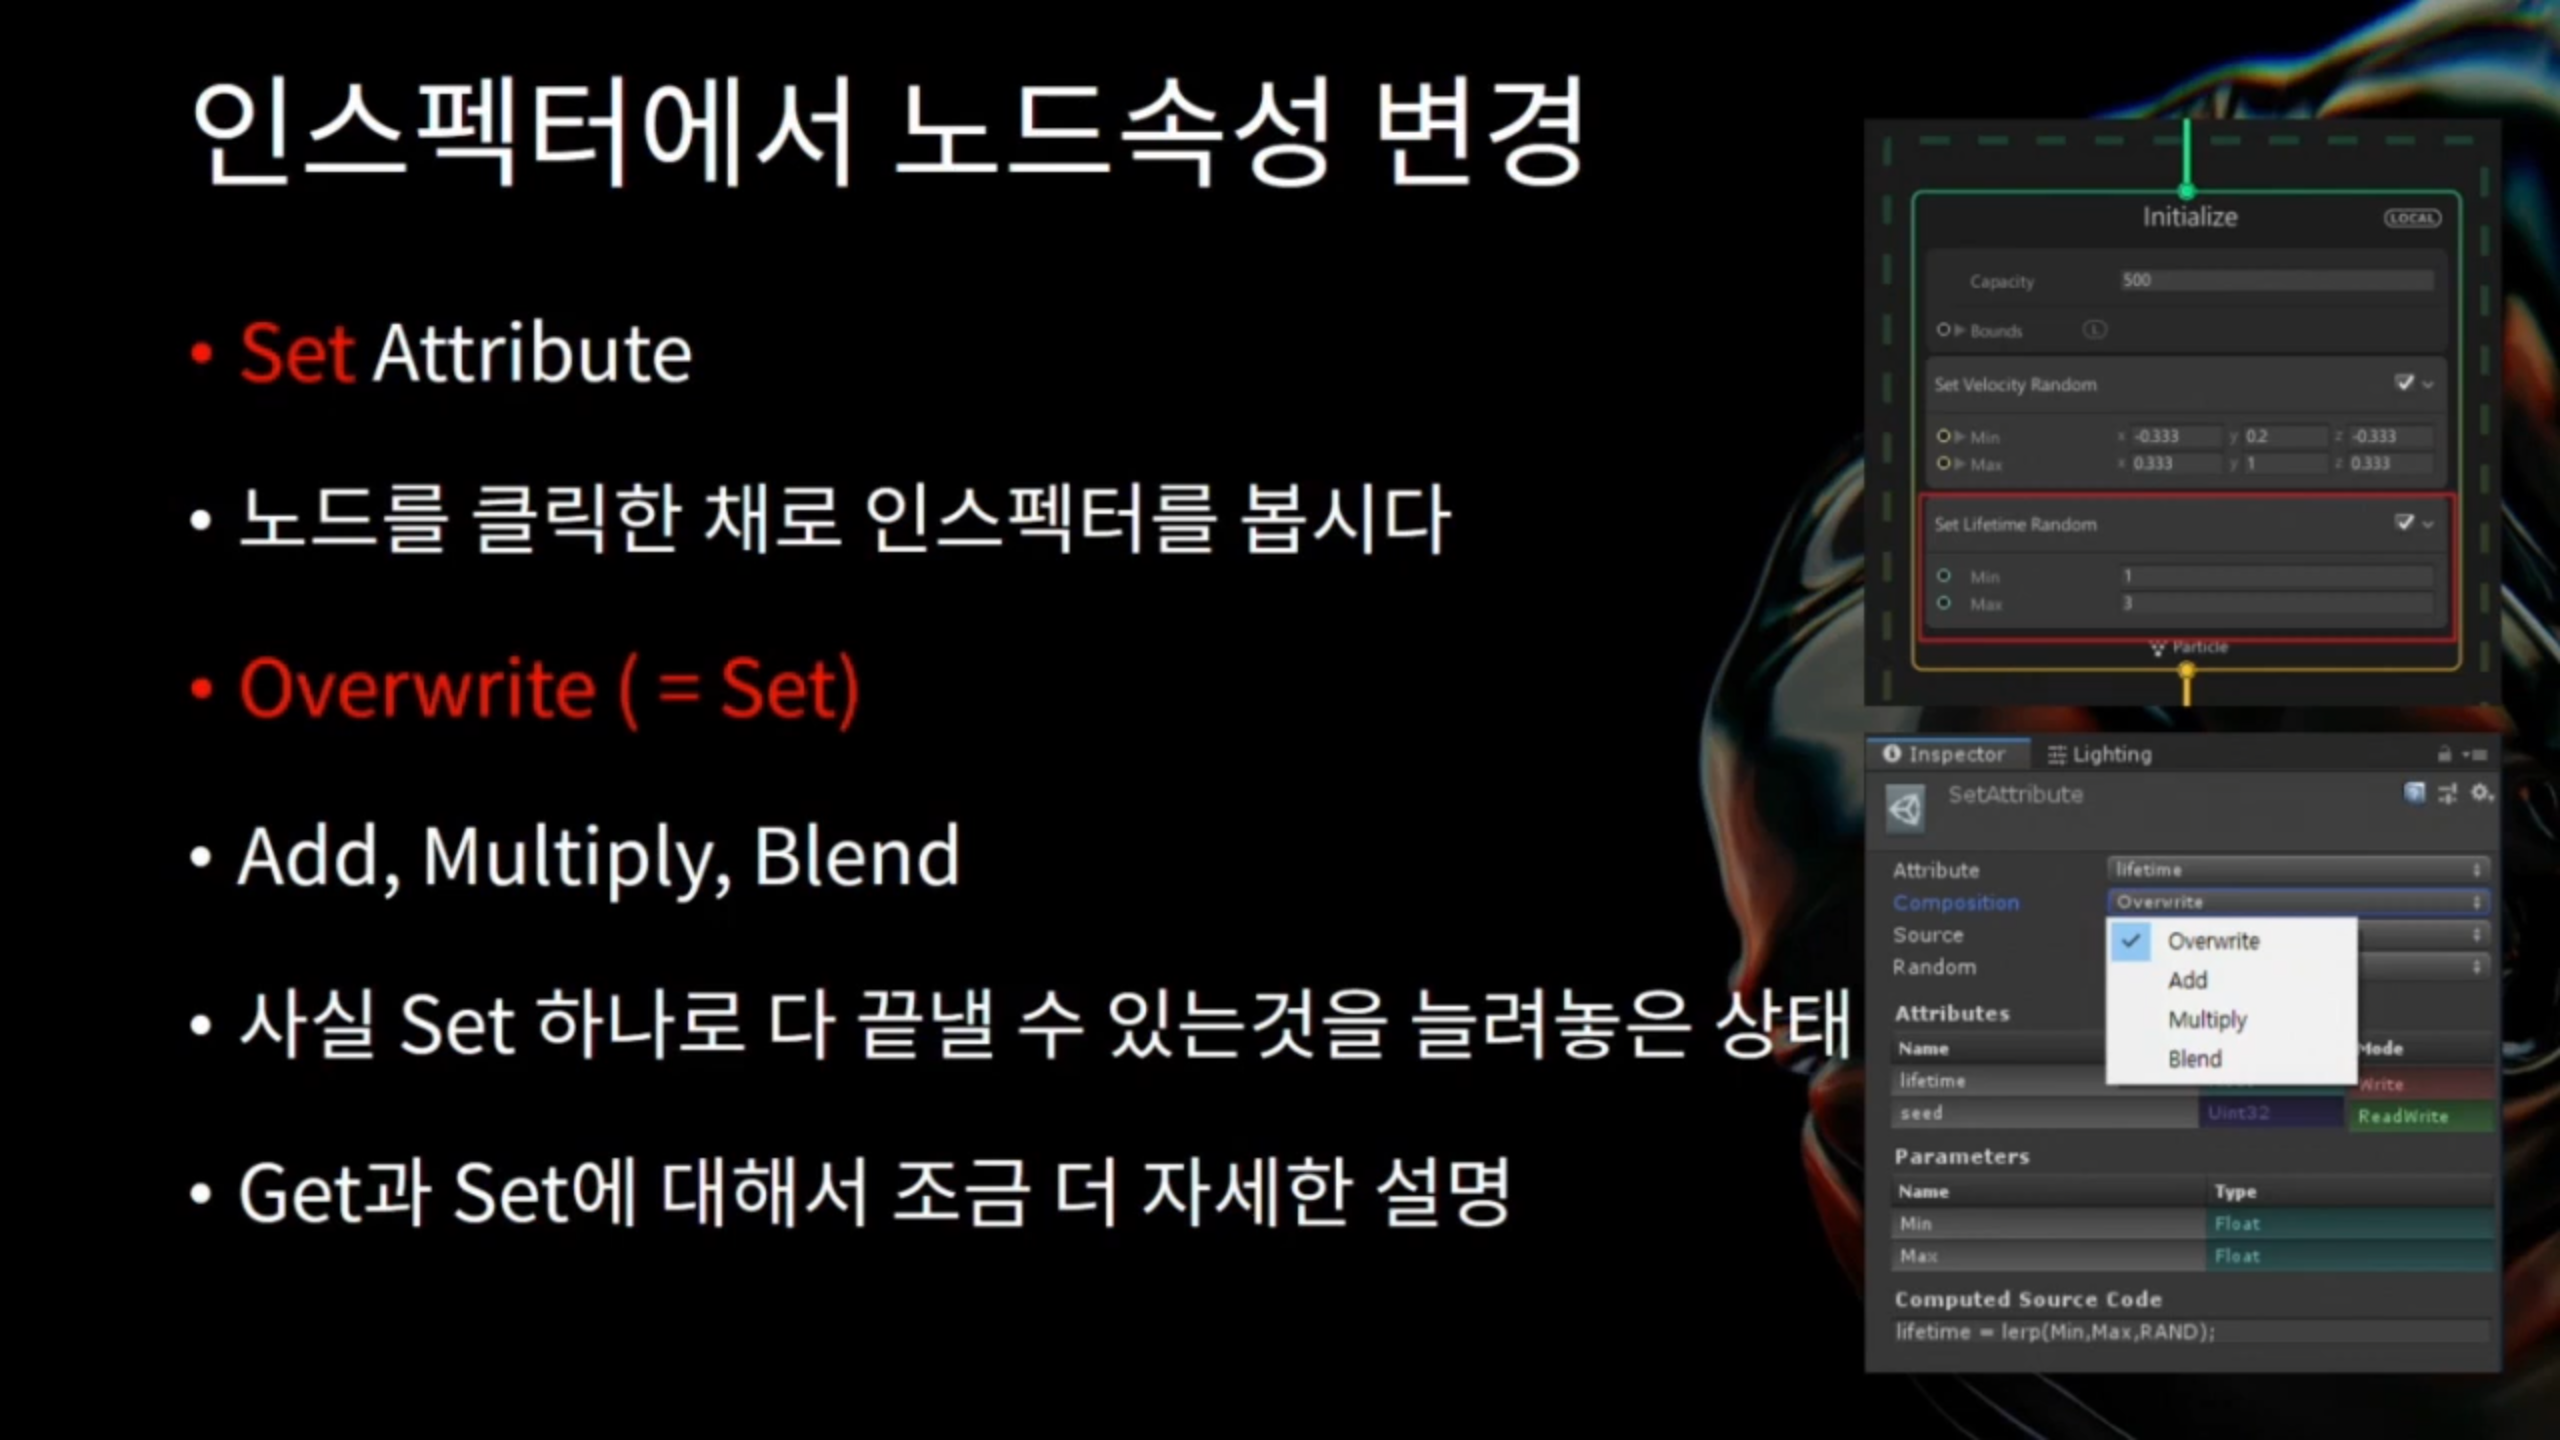 인스펙터에서 노드속성 변경
• Set Attribute
• 노드를 클릭한 채로 인스펙터를 봅시다
• Overwrite ( = Set)
• Add, Multiply, Blend
• 사실 Set 하나로 다 끝낼 수 있는것을 늘려놓은 상태
• Get과 Set에 대해서 조금 더 자세한 설명
Initialize LOCAL
Capacity 500
Bounds L
Set Velocity Random
Min x -0.333 y 0.2 z -0.333
Max x 0.333 y 1 z 0.333
Set Lifetime Random
Min 1
Max 3
Particle
Inspector Lighting
SetAttribute
Attribute lifetime
Composition Overwrite
Source Overwrite
Random Add
Multiply
Blend
Attributes
Name Mode
lifetime Write
seed Uint32 ReadWrite
Parameters
Name Type
Min Float
Max Float
Computed Source Code
lifetime = lerp(Min,Max,RAND);